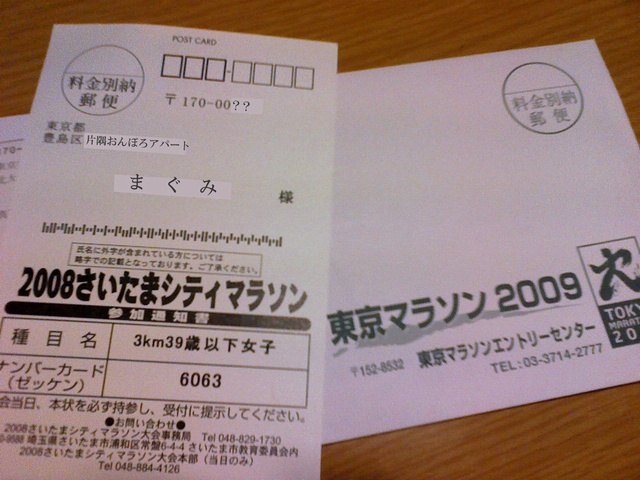 POST CARD
料金別納
郵便
〒170-00??
東京都
豊島区片隅おんぼろアパート
まぐみ
様
氏名に外字が含まれている方については
略字での記載となっております。ご了承ください。
2008さいたまシティマラソン
参加通知書
種目名
3km39歳以下女子
ナンバーカード
(ゼッケン)
6063
会当日、本状を必ず持参し、受付に提示してください。
●お問い合わせ●
2008さいたまシティマラソン大会事務局 Tel 048-829-1730
0-9588 埼玉県さいたま市浦和区常盤6-4-4 さいたま市教育委員会内
2008さいたまシティマラソン大会本部(当日のみ)
Tel 048-884-4126
料金別納
郵便
東京マラソン 2009
〒152-8532 東京マラソンエントリーセンター
TEL:03-3714-2777
TOKY
MARAT
20
170-